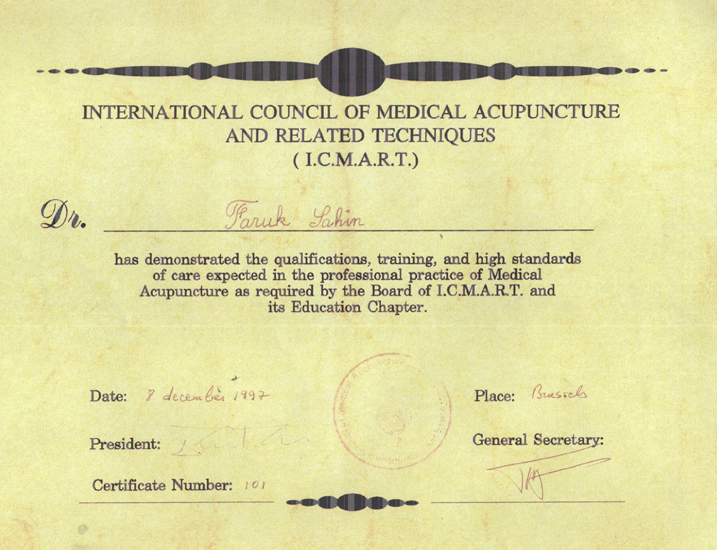 INTERNATIONAL COUNCIL OF MEDICAL ACUPUNCTURE
AND RELATED TECHNIQUES
( I.C.M.A.R.T.)
Dr. Faruk Sahin
has demonstrated the qualifications, training, and high standards
of care expected in the professional practice of Medical
Acupuncture as required by the Board of I.C.M.A.R.T. and
its Education Chapter.
Date: 8 december 1997
Place: Brussels
President:
General Secretary:
Certificate Number: 101